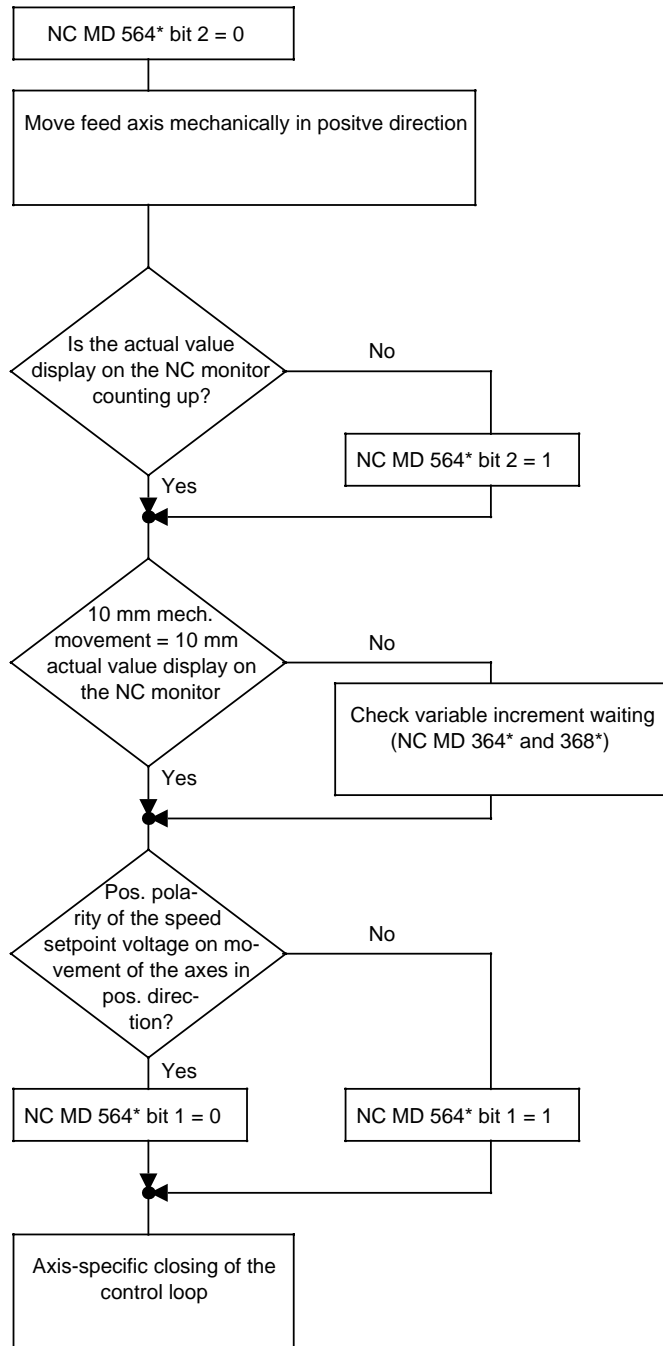 NC MD 564* bit 2 = 0
Move feed axis mechanically in positve direction
Is the actual value
display on the NC monitor
counting up?
No
NC MD 564* bit 2 = 1
Yes
10 mm mech.
movement = 10 mm
actual value display on
the NC monitor
No
Check variable increment waiting
(NC MD 364* and 368*)
Yes
Pos. pola-
rity of the speed
setpoint voltage on mo-
vement of the axes in
pos. direc-
tion?
No
Yes
NC MD 564* bit 1 = 0
NC MD 564* bit 1 = 1
Axis-specific closing of the
control loop